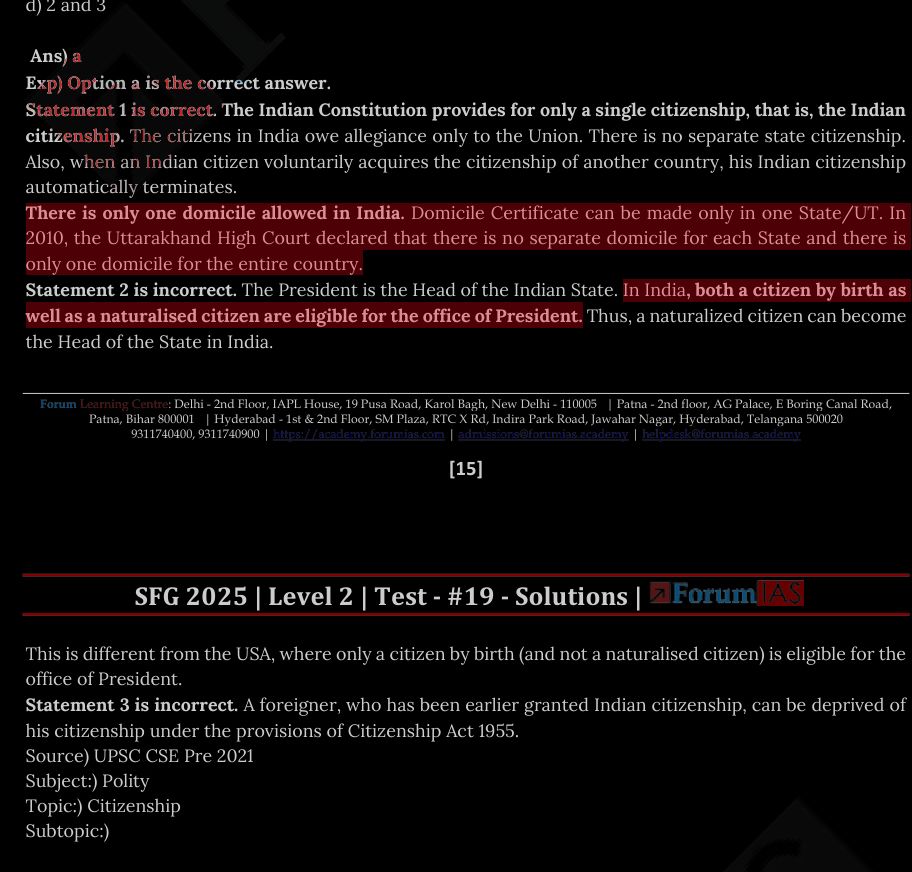 d) 2 and 3
Ans) a
Exp) Option a is the correct answer.
Statement 1 is correct. The Indian Constitution provides for only a single citizenship, that is, the Indian
citizenship. The citizens in India owe allegiance only to the Union. There is no separate state citizenship.
Also, when an Indian citizen voluntarily acquires the citizenship of another country, his Indian citizenship
automatically terminates.
There is only one domicile allowed in India. Domicile Certificate can be made only in one State/UT. In
2010, the Uttarakhand High Court declared that there is no separate domicile for each State and there is
only one domicile for the entire country.
Statement 2 is incorrect. The President is the Head of the Indian State. In India, both a citizen by birth as
well as a naturalised citizen are eligible for the office of President. Thus, a naturalized citizen can become
the Head of the State in India.
Forum Learning Centre: Delhi - 2nd Floor, IAPL House, 19 Pusa Road, Karol Bagh, New Delhi - 110005 | Patna - 2nd floor, AG Palace, E Boring Canal Road,
Patna, Bihar 800001 | Hyderabad - 1st & 2nd Floor, SM Plaza, RTC X Rd, Indira Park Road, Jawahar Nagar, Hyderabad, Telangana 500020
9311740400, 9311740900 | https://academy.forumias.com | admissions@forumias.academy | helpdesk@forumias.academy
[15]
SFG 2025 | Level 2 | Test - #19 - Solutions | ForumIAS
This is different from the USA, where only a citizen by birth (and not a naturalised citizen) is eligible for the
office of President.
Statement 3 is incorrect. A foreigner, who has been earlier granted Indian citizenship, can be deprived of
his citizenship under the provisions of Citizenship Act 1955.
Source) UPSC CSE Pre 2021
Subject:) Polity
Topic:) Citizenship
Subtopic:)